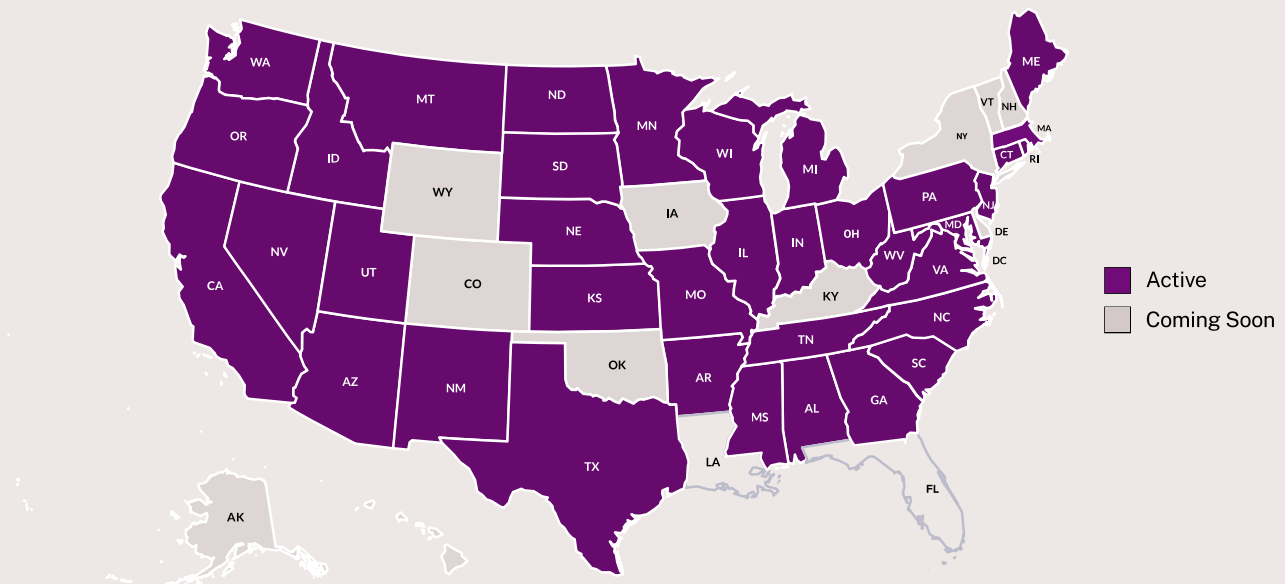 ME
WA
VT
NH
MT
ND
MN
OR
NY
MA
WI
CT
RI
ID
SD
MI
WY
PA
IA
NJ
NE
MD
DE
OH
IN
NV
IL
WV
DC
UT
VA
CA
CO
KS
MO
KY
Active
NC
Coming Soon
TN
OK
SC
AZ
NM
AR
GA
MS
AL
TX
LA
FL
AK